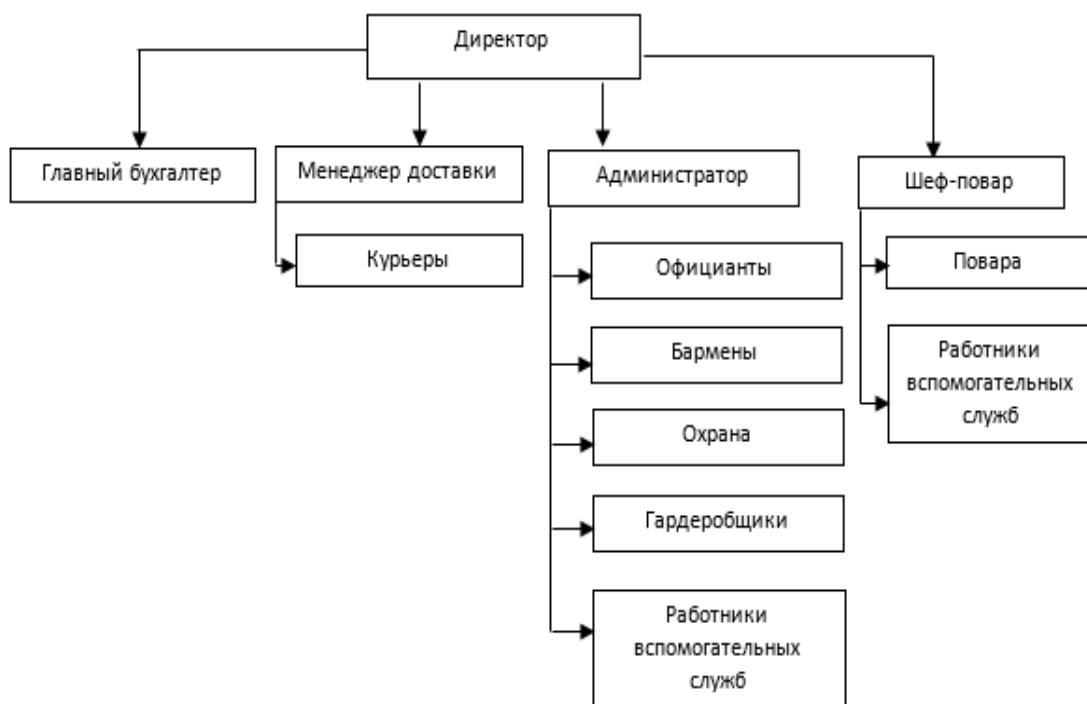 Директор
Главный бухгалтер
Менеджер доставки
Администратор
Шеф-повар
Курьеры
Официанты
Повара
Бармены
Работники
вспомогательных
служб
Охрана
Гардеробщики
Работники
вспомогательных
служб